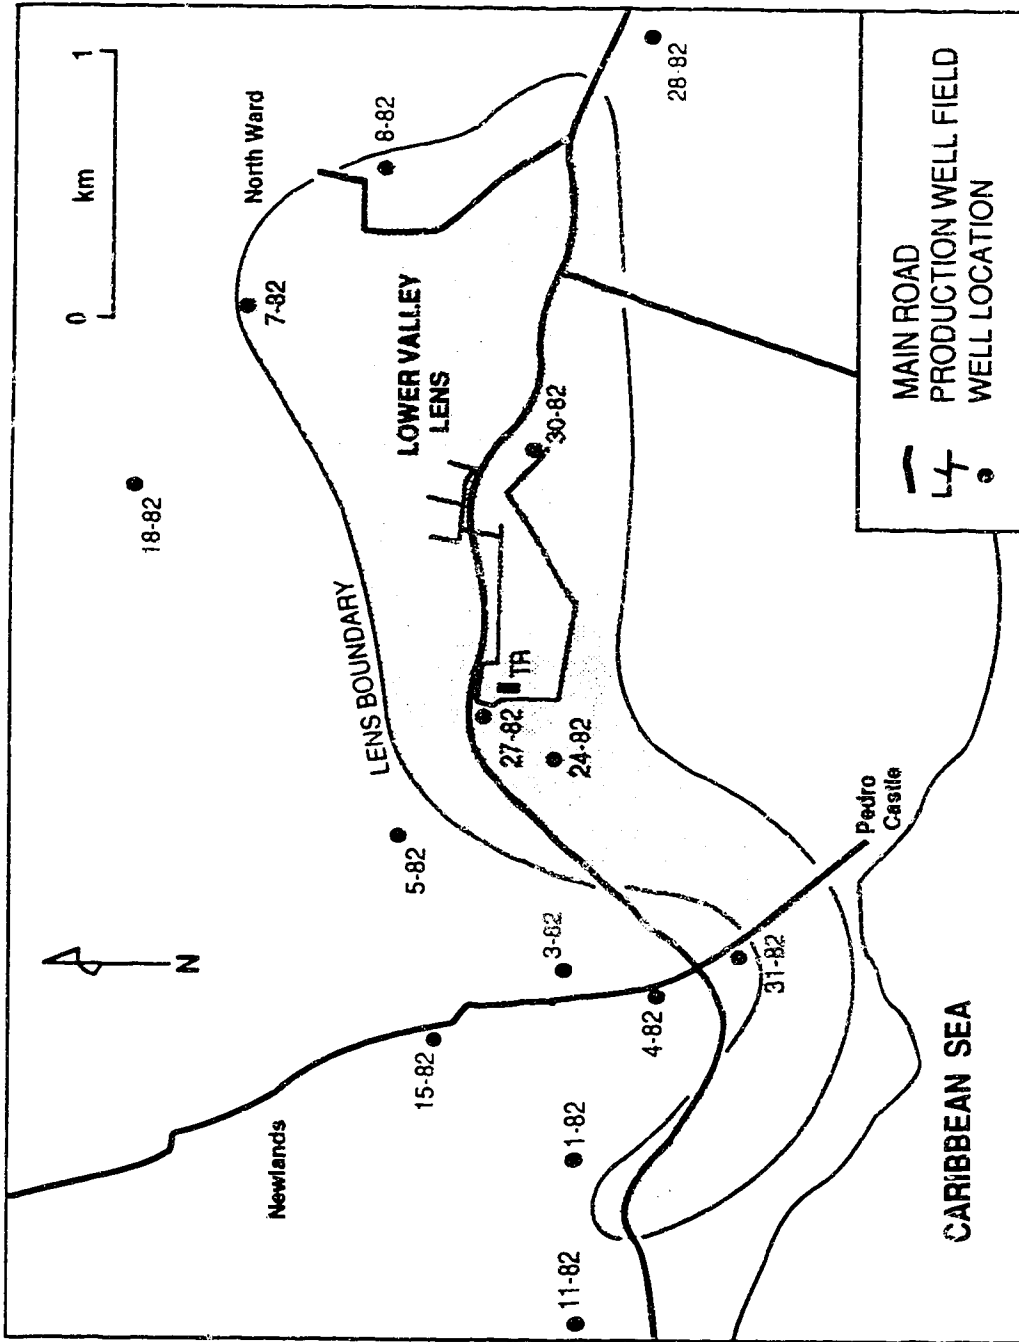 0
km
1
North Ward
7-82
8-82
28-82
18-82
LOWER VALLEY
LENS
30-82
LENS BOUNDARY
TR
27-82
24-82
5-82
N
3-82
15-82
4-82
31-82
Pedro
Castle
Newlands
1-82
11-82
CARIBBEAN SEA
MAIN ROAD
PRODUCTION WELL FIELD
WELL LOCATION